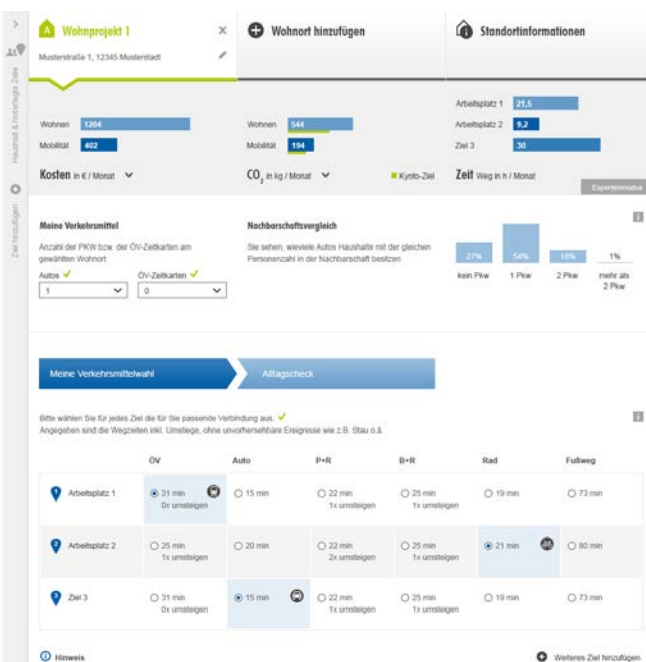 A Wohnprojekt 1
Musterstraße 1, 12345 Musterstadt
Wohnort hinzufügen
Standortinformationen
Haushalt & hinterlegte Ziele
Ziel hinzufügen
Wohnen 1204
Mobilität 402
Kosten in € / Monat
Wohnen 544
Mobilität 194
CO2 in kg / Monat
Kyoto-Ziel
Arbeitsplatz 1 21,5
Arbeitsplatz 2 9,2
Ziel 3 30
Zeit Weg in h / Monat
Expertenmodus
Meine Verkehrsmittel
Anzahl der PKW bzw. der ÖV-Zeitkarten am
gewählten Wohnort
Autos ÖV-Zeitkarten
1 0
Nachbarschaftsvergleich
Sie sehen, wieviele Autos Haushalte mit der gleichen
Personenzahl in der Nachbarschaft besitzen
27% 54% 18% 1%
kein Pkw 1 Pkw 2 Pkw mehr als
2 Pkw
Meine Verkehrsmittelwahl Alltagscheck
Bitte wählen Sie für jedes Ziel die für Sie passende Verbindung aus.
Angegeben sind die Wegzeiten inkl. Umstiege, ohne unvorhersehbare Ereignisse wie z.B. Stau o.ä.
ÖV Auto P+R B+R Rad Fußweg
1 Arbeitsplatz 1 31 min 15 min 22 min 25 min 19 min 73 min
0x umsteigen 1x umsteigen 1x umsteigen
2 Arbeitsplatz 2 25 min 20 min 22 min 25 min 21 min 80 min
1x umsteigen 2x umsteigen 1x umsteigen
3 Ziel 3 31 min 15 min 22 min 25 min 19 min 73 min
0x umsteigen 1x umsteigen 1x umsteigen
Hinweis
Weiteres Ziel hinzufügen